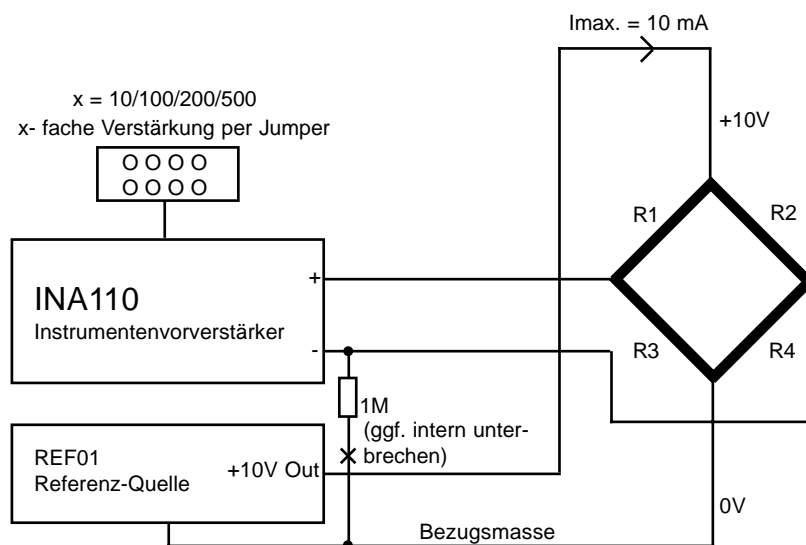 Imax. = 10 mA
x = 10/100/200/500
x- fache Verstärkung per Jumper
O O O O
O O O O
+10V
R1
R2
INA110
Instrumentenvorverstärker
+
-
R3
R4
1M
(ggf. intern unter-
brechen)
REF01
Referenz-Quelle
+10V Out
0V
Bezugsmasse